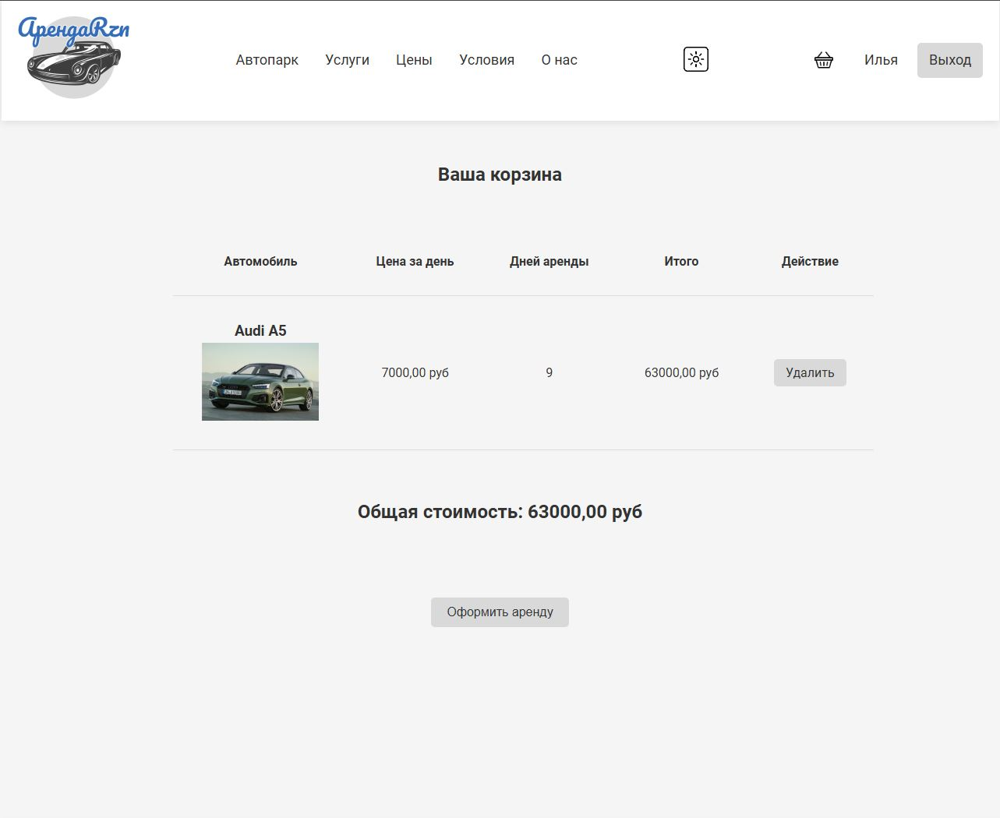 АрендаRzn
Автопарк Услуги Цены Условия О нас Илья Выход
Ваша корзина
Автомобиль Цена за день Дней аренды Итого Действие
Audi A5
7000,00 руб 9 63000,00 руб Удалить
Общая стоимость: 63000,00 руб
Оформить аренду